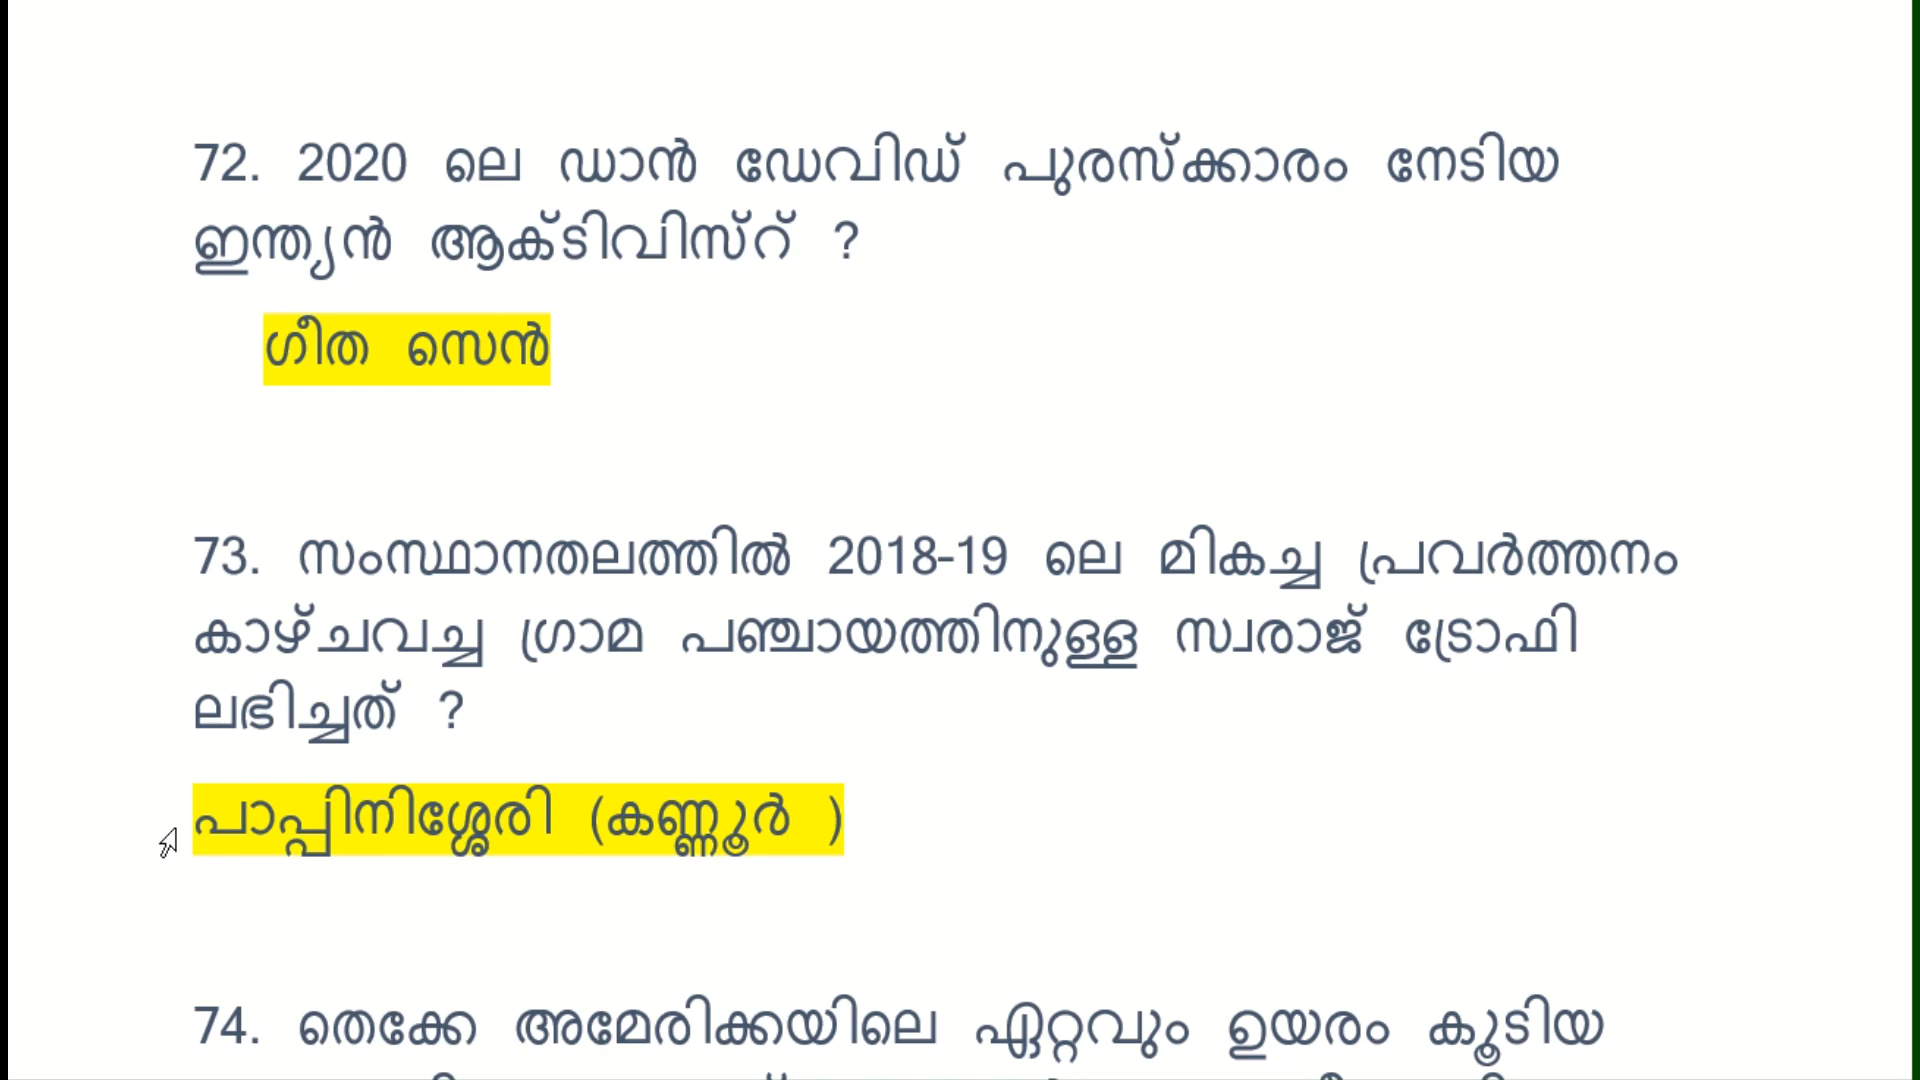 72. 2020 ലെ ഡാൻ ഡേവിഡ് പുരസ്ക്കാരം നേടിയ
ഇന്ത്യൻ ആക്ടിവിസ്റ് ?
ഗീത സെൻ
73. സംസ്ഥാനതലത്തിൽ 2018-19 ലെ മികച്ച പ്രവർത്തനം
കാഴ്ചവച്ച ഗ്രാമ പഞ്ചായത്തിനുള്ള സ്വരാജ് ട്രോഫി
ലഭിച്ചത് ?
പാപ്പിനിശ്ശേരി (കണ്ണൂർ )
74. തെക്കേ അമേരിക്കയിലെ ഏറ്റവും ഉയരം കൂടിയ